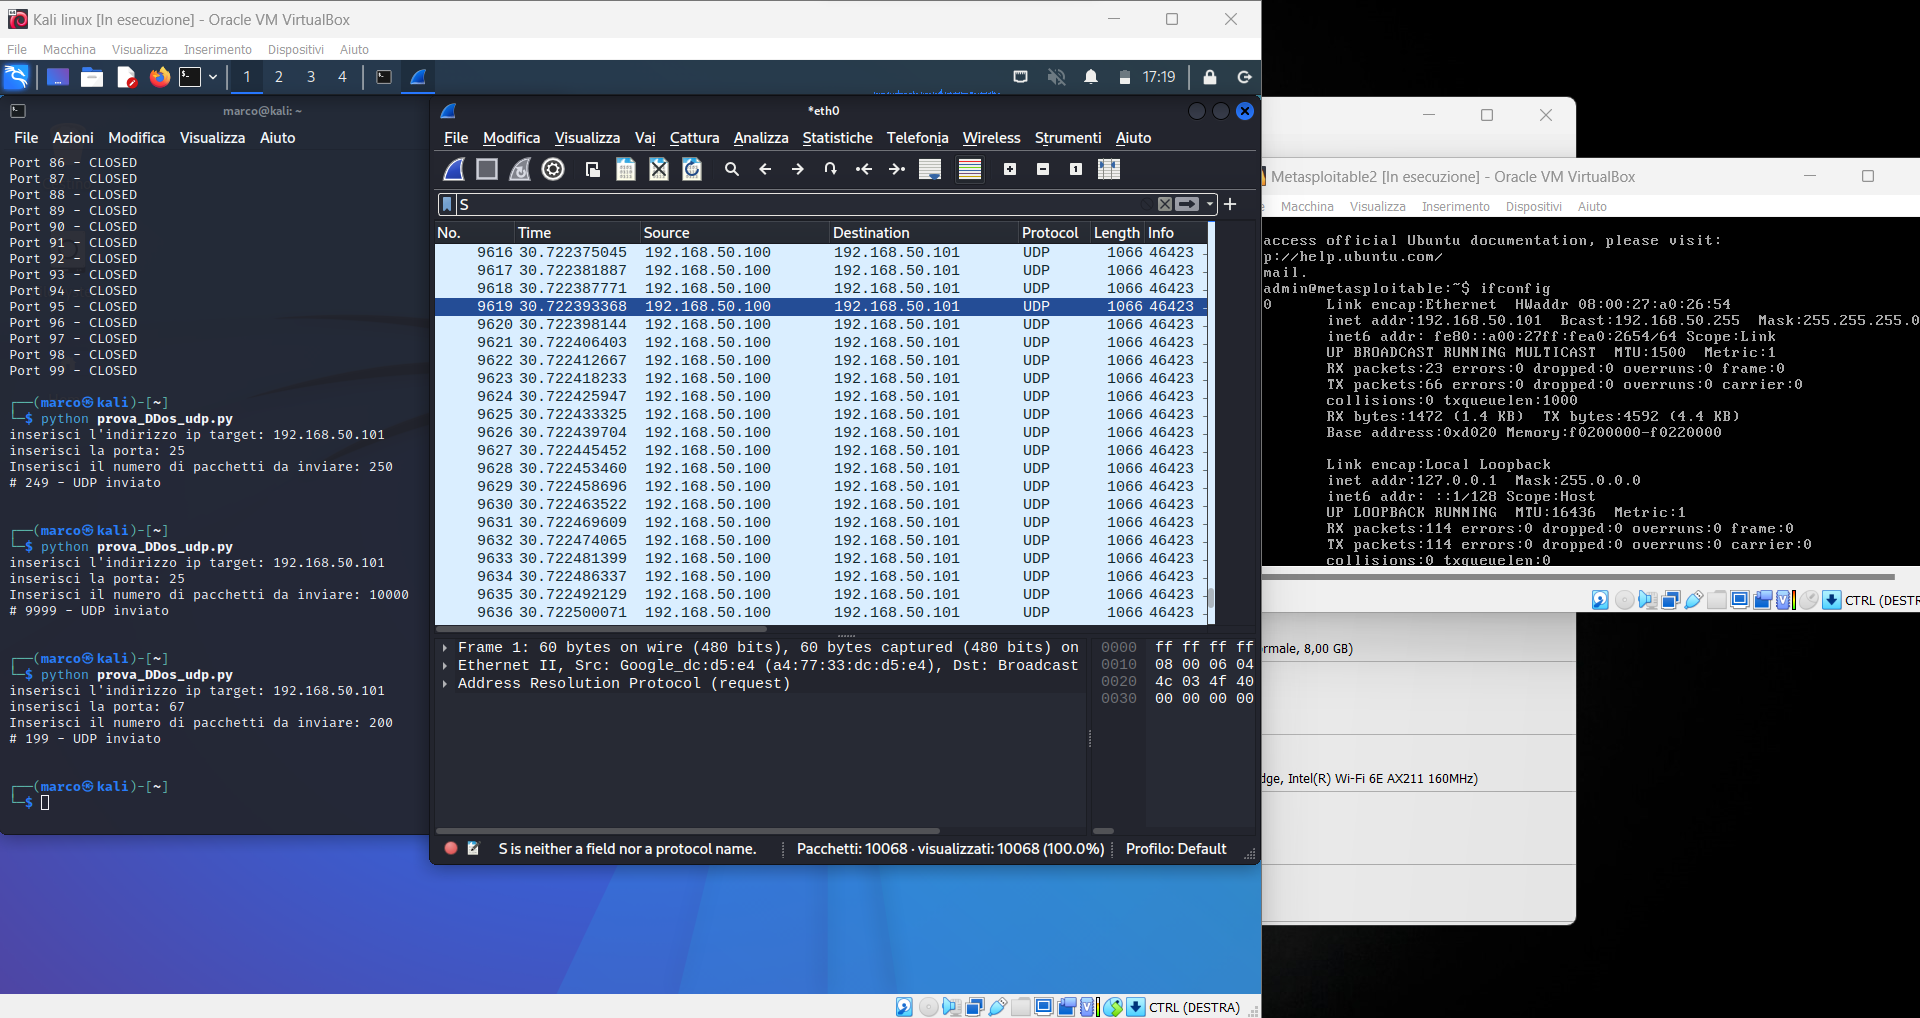 Kali linux [In esecuzione] - Oracle VM VirtualBox
File Macchina Visualizza Inserimento Dispositivi Aiuto
1 2 3 4 17:19
marco@kali: ~
File Azioni Modifica Visualizza Aiuto
Port 86 - CLOSED
Port 87 - CLOSED
Port 88 - CLOSED
Port 89 - CLOSED
Port 90 - CLOSED
Port 91 - CLOSED
Port 92 - CLOSED
Port 93 - CLOSED
Port 94 - CLOSED
Port 95 - CLOSED
Port 96 - CLOSED
Port 97 - CLOSED
Port 98 - CLOSED
Port 99 - CLOSED
┌──(marco㉿kali)-[~]
└─$ python prova_DDos_udp.py
inserisci l'indirizzo ip target: 192.168.50.101
inserisci la porta: 25
Inserisci il numero di pacchetti da inviare: 250
# 249 - UDP inviato
┌──(marco㉿kali)-[~]
└─$ python prova_DDos_udp.py
inserisci l'indirizzo ip target: 192.168.50.101
inserisci la porta: 25
Inserisci il numero di pacchetti da inviare: 10000
# 9999 - UDP inviato
┌──(marco㉿kali)-[~]
└─$ python prova_DDos_udp.py
inserisci l'indirizzo ip target: 192.168.50.101
inserisci la porta: 67
Inserisci il numero di pacchetti da inviare: 200
# 199 - UDP inviato
┌──(marco㉿kali)-[~]
└─$
*eth0
File Modifica Visualizza Vai Cattura Analizza Statistiche Telefonia Wireless Strumenti Aiuto
S
No. Time Source Destination Protocol Length Info
9616 30.722375045 192.168.50.100 192.168.50.101 UDP 1066 46423
9617 30.722381887 192.168.50.100 192.168.50.101 UDP 1066 46423
9618 30.722387771 192.168.50.100 192.168.50.101 UDP 1066 46423
9619 30.722393368 192.168.50.100 192.168.50.101 UDP 1066 46423
9620 30.722398144 192.168.50.100 192.168.50.101 UDP 1066 46423
9621 30.722406403 192.168.50.100 192.168.50.101 UDP 1066 46423
9622 30.722412667 192.168.50.100 192.168.50.101 UDP 1066 46423
9623 30.722418233 192.168.50.100 192.168.50.101 UDP 1066 46423
9624 30.722425947 192.168.50.100 192.168.50.101 UDP 1066 46423
9625 30.722433325 192.168.50.100 192.168.50.101 UDP 1066 46423
9626 30.722439704 192.168.50.100 192.168.50.101 UDP 1066 46423
9627 30.722445452 192.168.50.100 192.168.50.101 UDP 1066 46423
9628 30.722453460 192.168.50.100 192.168.50.101 UDP 1066 46423
9629 30.722458696 192.168.50.100 192.168.50.101 UDP 1066 46423
9630 30.722463522 192.168.50.100 192.168.50.101 UDP 1066 46423
9631 30.722469609 192.168.50.100 192.168.50.101 UDP 1066 46423
9632 30.722474065 192.168.50.100 192.168.50.101 UDP 1066 46423
9633 30.722481399 192.168.50.100 192.168.50.101 UDP 1066 46423
9634 30.722486337 192.168.50.100 192.168.50.101 UDP 1066 46423
9635 30.722492129 192.168.50.100 192.168.50.101 UDP 1066 46423
9636 30.722500071 192.168.50.100 192.168.50.101 UDP 1066 46423
Frame 1: 60 bytes on wire (480 bits), 60 bytes captured (480 bits) on
Ethernet II, Src: Google_dc:d5:e4 (a4:77:33:dc:d5:e4), Dst: Broadcast
Address Resolution Protocol (request)
0000 ff ff ff ff
0010 08 00 06 04
0020 4c 03 4f 40
0030 00 00 00 00
S is neither a field nor a protocol name. Pacchetti: 10068 · visualizzati: 10068 (100.0%) Profilo: Default
CTRL (DESTRA)
Metasploitable2 [In esecuzione] - Oracle VM VirtualBox
e Macchina Visualizza Inserimento Dispositivi Aiuto
access official Ubuntu documentation, please visit:
p://help.ubuntu.com/
mail.
admin@metasploitable:~$ ifconfig
0 Link encap:Ethernet HWaddr 08:00:27:a0:26:54
inet addr:192.168.50.101 Bcast:192.168.50.255 Mask:255.255.255.0
inet6 addr: fe80::a00:27ff:fea0:2654/64 Scope:Link
UP BROADCAST RUNNING MULTICAST MTU:1500 Metric:1
RX packets:23 errors:0 dropped:0 overruns:0 frame:0
TX packets:66 errors:0 dropped:0 overruns:0 carrier:0
collisions:0 txqueuelen:1000
RX bytes:1472 (1.4 KB) TX bytes:4592 (4.4 KB)
Base address:0xd020 Memory:f0200000-f0220000
Link encap:Local Loopback
inet addr:127.0.0.1 Mask:255.0.0.0
inet6 addr: ::1/128 Scope:Host
UP LOOPBACK RUNNING MTU:16436 Metric:1
RX packets:114 errors:0 dropped:0 overruns:0 frame:0
TX packets:114 errors:0 dropped:0 overruns:0 carrier:0
collisions:0 txqueuelen:0
CTRL (DESTR
rmale, 8,00 GB)
dge, Intel(R) Wi-Fi 6E AX211 160MHz)